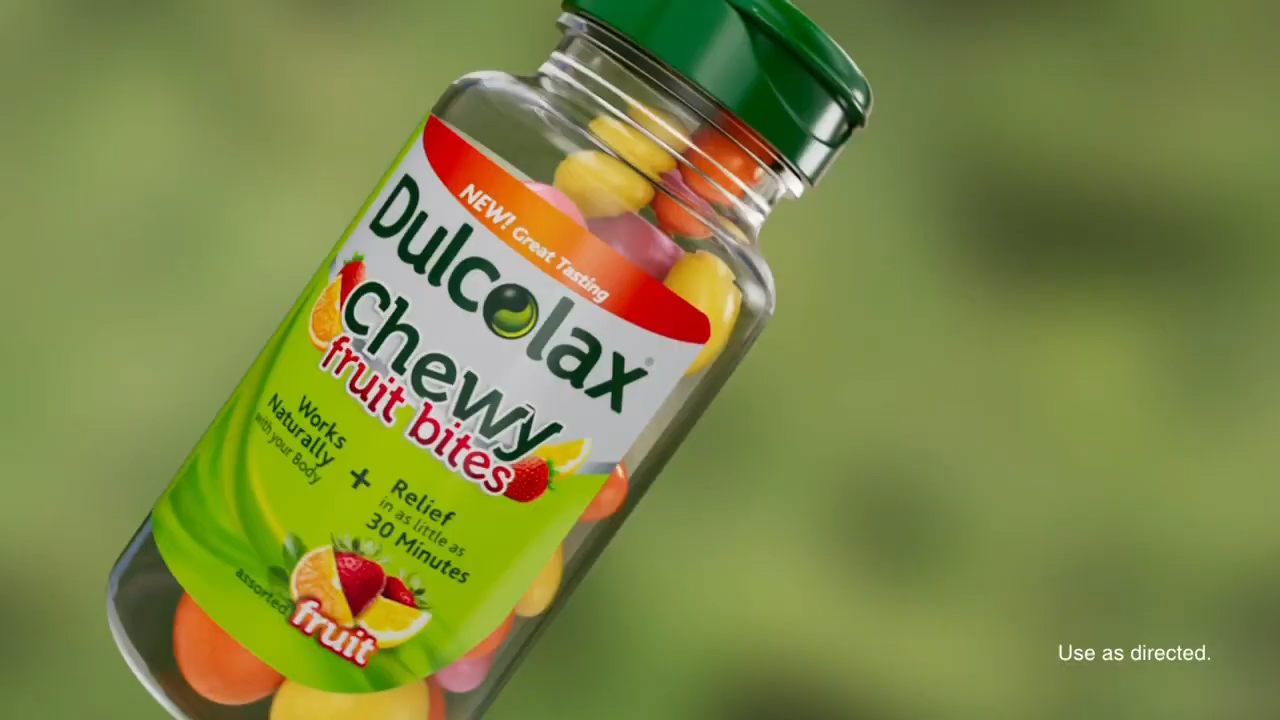 NEW! Great Tasting
Dulcolax®
chewy
fruit bites
Works
Naturally
with your Body
+
Relief
in as little as
30 Minutes
assorted
fruit
Use as directed.